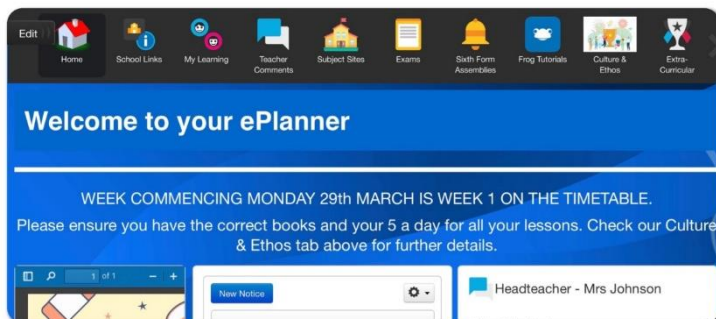 Edit
Home
School Links
My Learning
Teacher
Comments
Subject Sites
Exams
Sixth Form
Assemblies
Frog Tutorials
Culture &
Ethos
Extra-
Curricular
Welcome to your ePlanner
WEEK COMMENCING MONDAY 29th MARCH IS WEEK 1 ON THE TIMETABLE.
Please ensure you have the correct books and your 5 a day for all your lessons. Check our Culture
& Ethos tab above for further details.
1 of 1
New Notice
Headteacher - Mrs Johnson